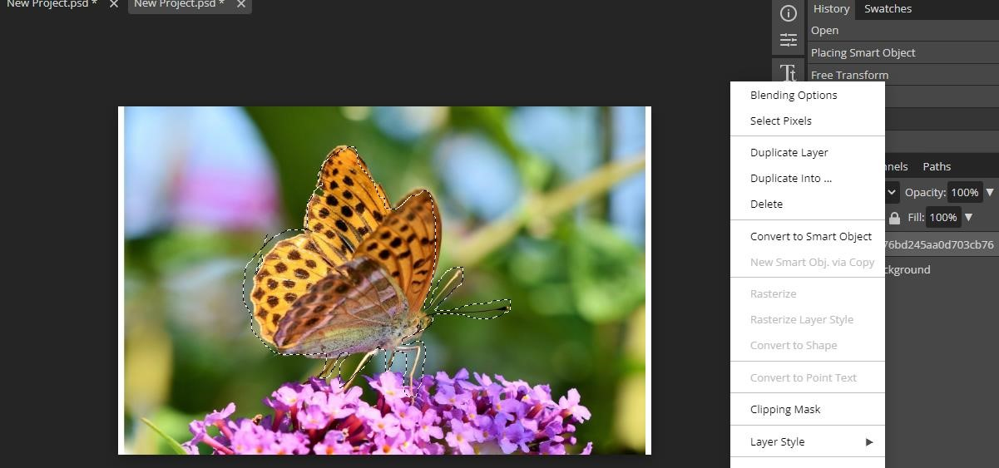 New Project.psd *
New Project.psd *
History
Swatches
Open
Placing Smart Object
Free Transform
Blending Options
Select Pixels
Duplicate Layer
Duplicate Into ...
Delete
Convert to Smart Object
New Smart Obj. via Copy
Rasterize
Rasterize Layer Style
Convert to Shape
Convert to Point Text
Clipping Mask
Layer Style
nnels
Paths
Opacity: 100%
Fill: 100%
76bd245aa0d703cb76
ckground